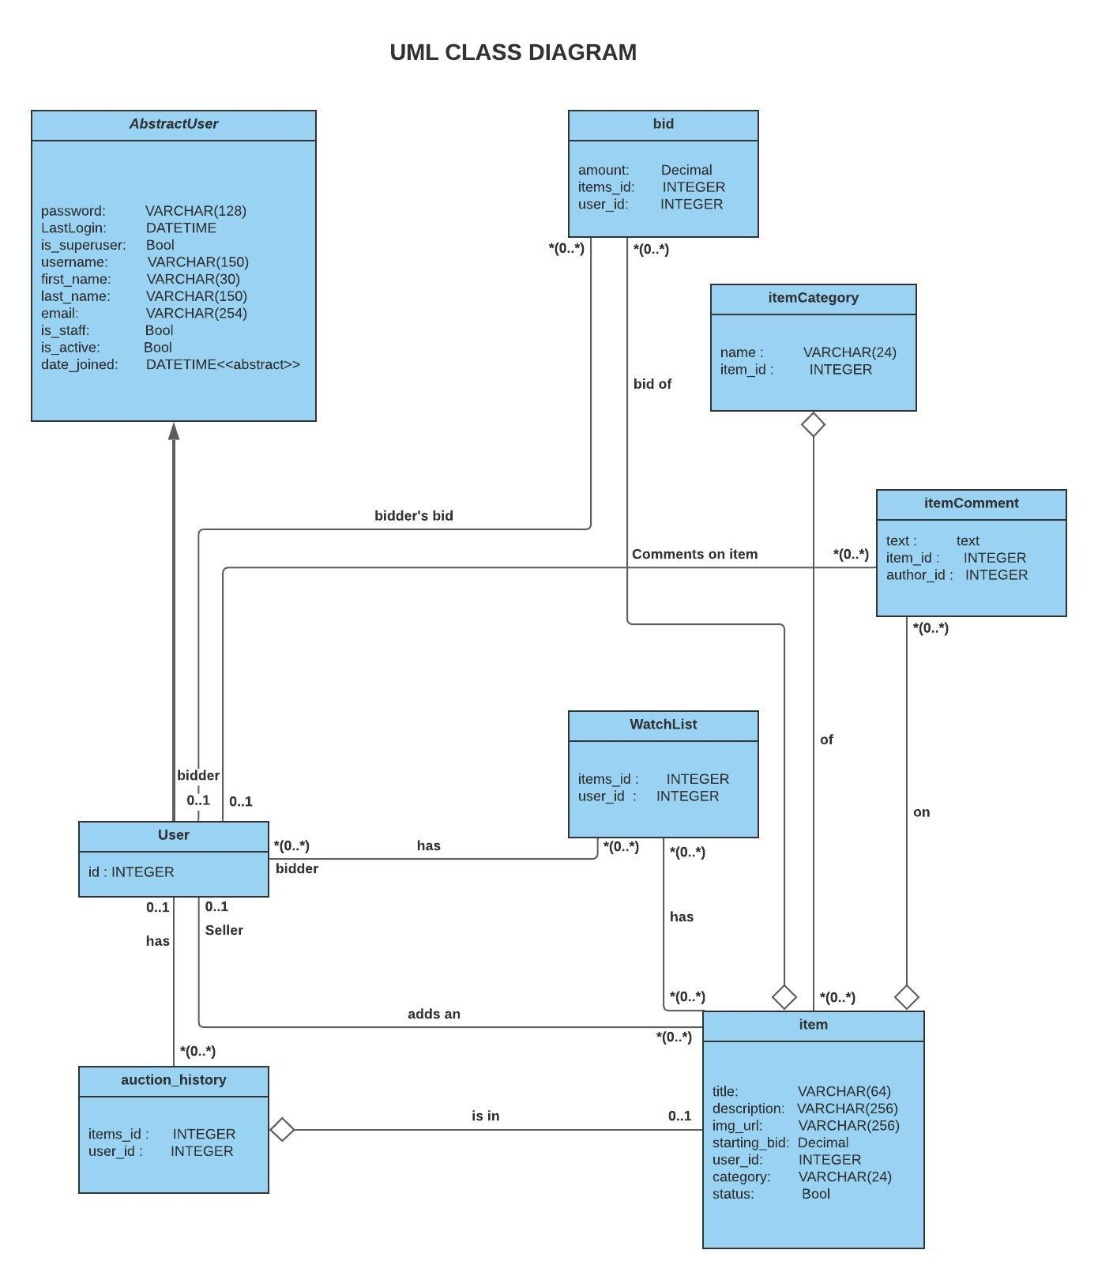 UML CLASS DIAGRAM
AbstractUser
password: VARCHAR(128)
LastLogin: DATETIME
is_superuser: Bool
username: VARCHAR(150)
first_name: VARCHAR(30)
last_name: VARCHAR(150)
email: VARCHAR(254)
is_staff: Bool
is_active: Bool
date_joined: DATETIME<<abstract>>
bid
amount: Decimal
items_id: INTEGER
user_id: INTEGER
*(0..*)
*(0..*)
itemCategory
name : VARCHAR(24)
item_id : INTEGER
bid of
itemComment
text : text
item_id : INTEGER
author_id : INTEGER
bidder's bid
Comments on item
*(0..*)
*(0..*)
WatchList
items_id : INTEGER
user_id : INTEGER
of
on
bidder
0..1
0..1
User
id : INTEGER
*(0..*)
bidder
has
*(0..*)
*(0..*)
0..1
has
0..1
Seller
has
*(0..*)
*(0..*)
adds an
*(0..*)
*(0..*)
auction_history
items_id : INTEGER
user_id : INTEGER
is in
0..1
item
title: VARCHAR(64)
description: VARCHAR(256)
img_url: VARCHAR(256)
starting_bid: Decimal
user_id: INTEGER
category: VARCHAR(24)
status: Bool